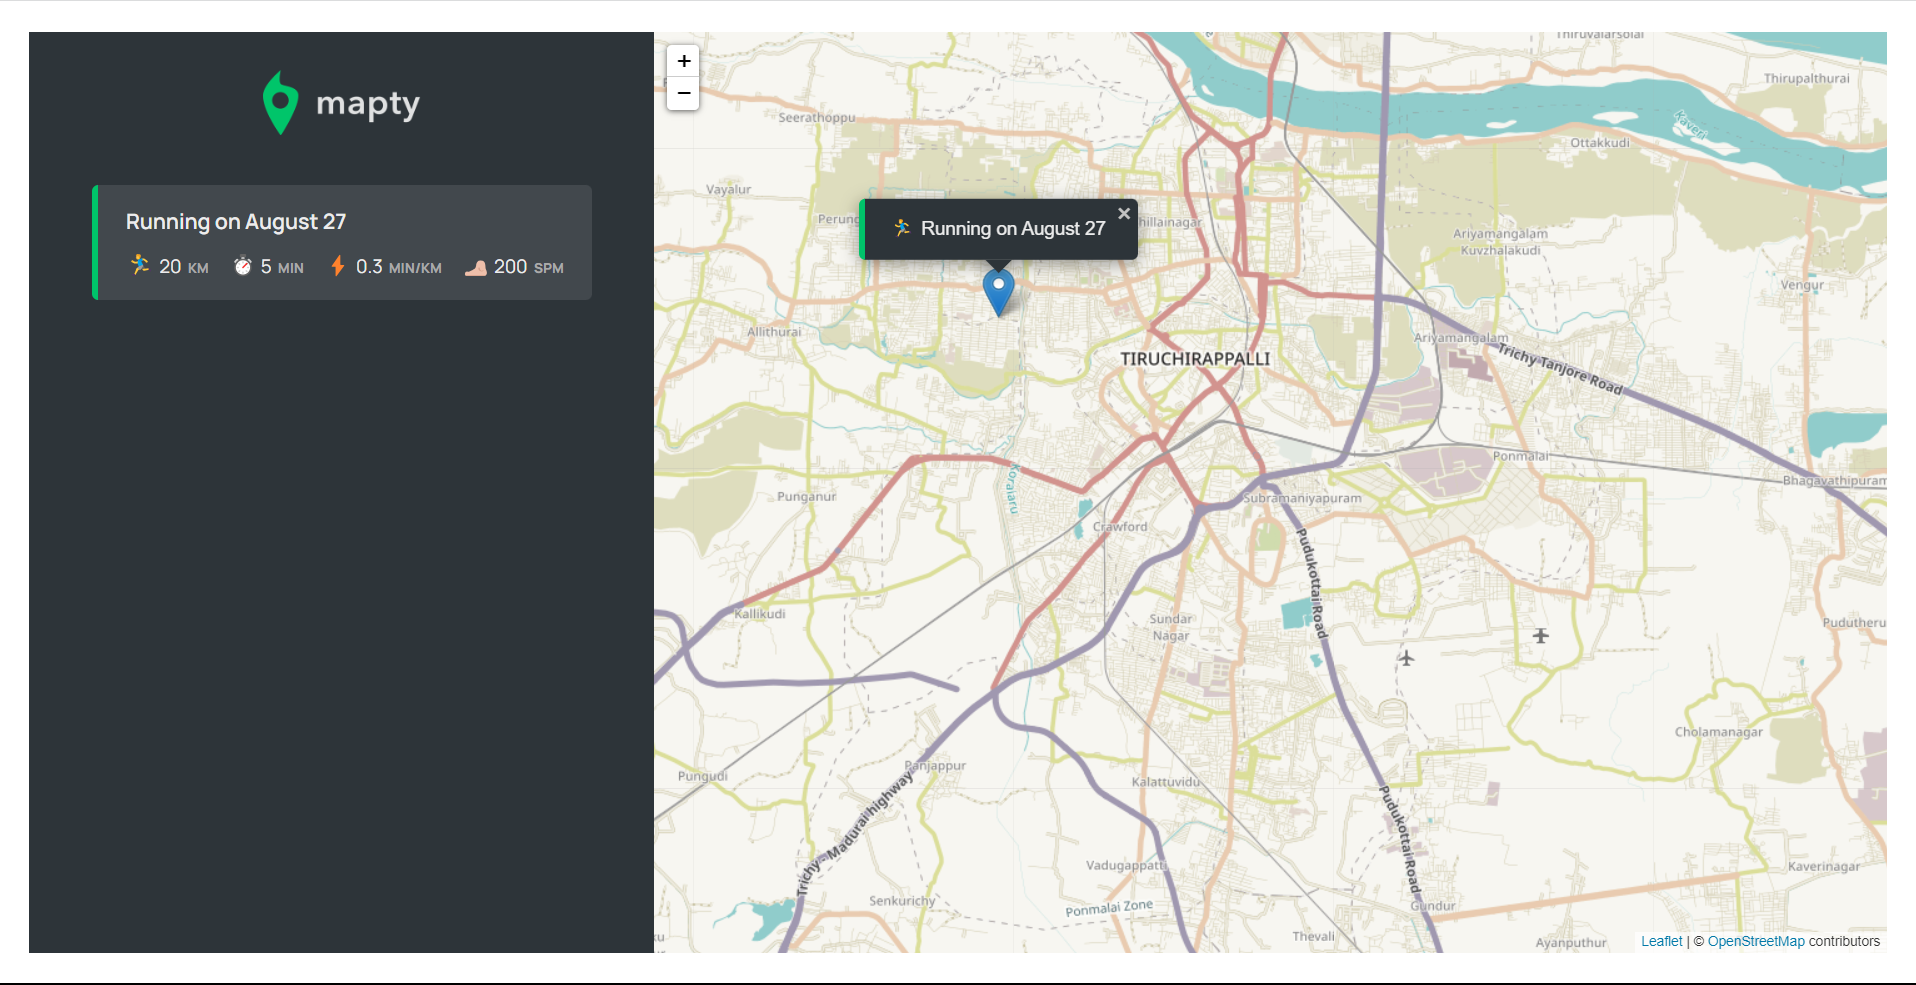 mapty
Running on August 27
20 KM 5 MIN 0.3 MIN/KM 200 SPM
+
−
Thiruvalarsolai
Thirupalthurai
Seerathoppu
Kaveri
Ottakkudi
Vayalur
Running on August 27 ×
Perung
hillainagar
Ariyamangalam
Kuvzhalakudi
Vengur
Allithurai
Ariyamangalam
TIRUCHIRAPPALLI
Trichy Tanjore Road
Ponmalai
Bhagavathipuram
Koraiaru
Punganur
Subramaniyapuram
Crawford
Pudukottai Road
Kallikudi
Sundar
Nagar
Pudutheru
Cholamanagar
Panjappur
Pungudi
Kalattuvidu
Trichy - Madurai highway
Pudukottai Road
Vadugappatti
Kaverinagar
Senkurichy
Ponmalai Zone
Gundur
Thevali
Ayanputhur
ku
Leaflet | © OpenStreetMap contributors